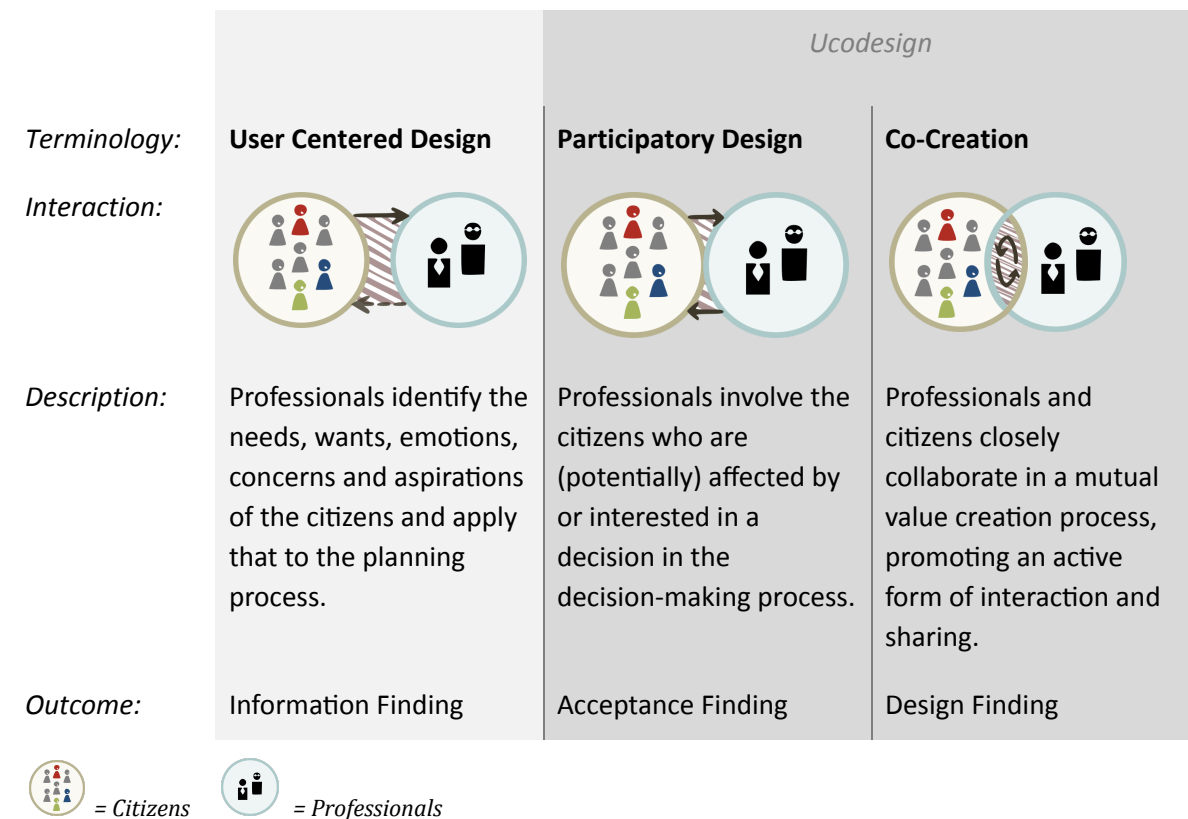 Ucodesign
Terminology:
User Centered Design
Participatory Design
Co-Creation
Interaction:
Description:
Professionals identify the
needs, wants, emotions,
concerns and aspirations
of the citizens and apply
that to the planning
process.
Professionals involve the
citizens who are
(potentially) affected by
or interested in a
decision in the
decision-making process.
Professionals and
citizens closely
collaborate in a mutual
value creation process,
promoting an active
form of interaction and
sharing.
Outcome:
Information Finding
Acceptance Finding
Design Finding
= Citizens
= Professionals